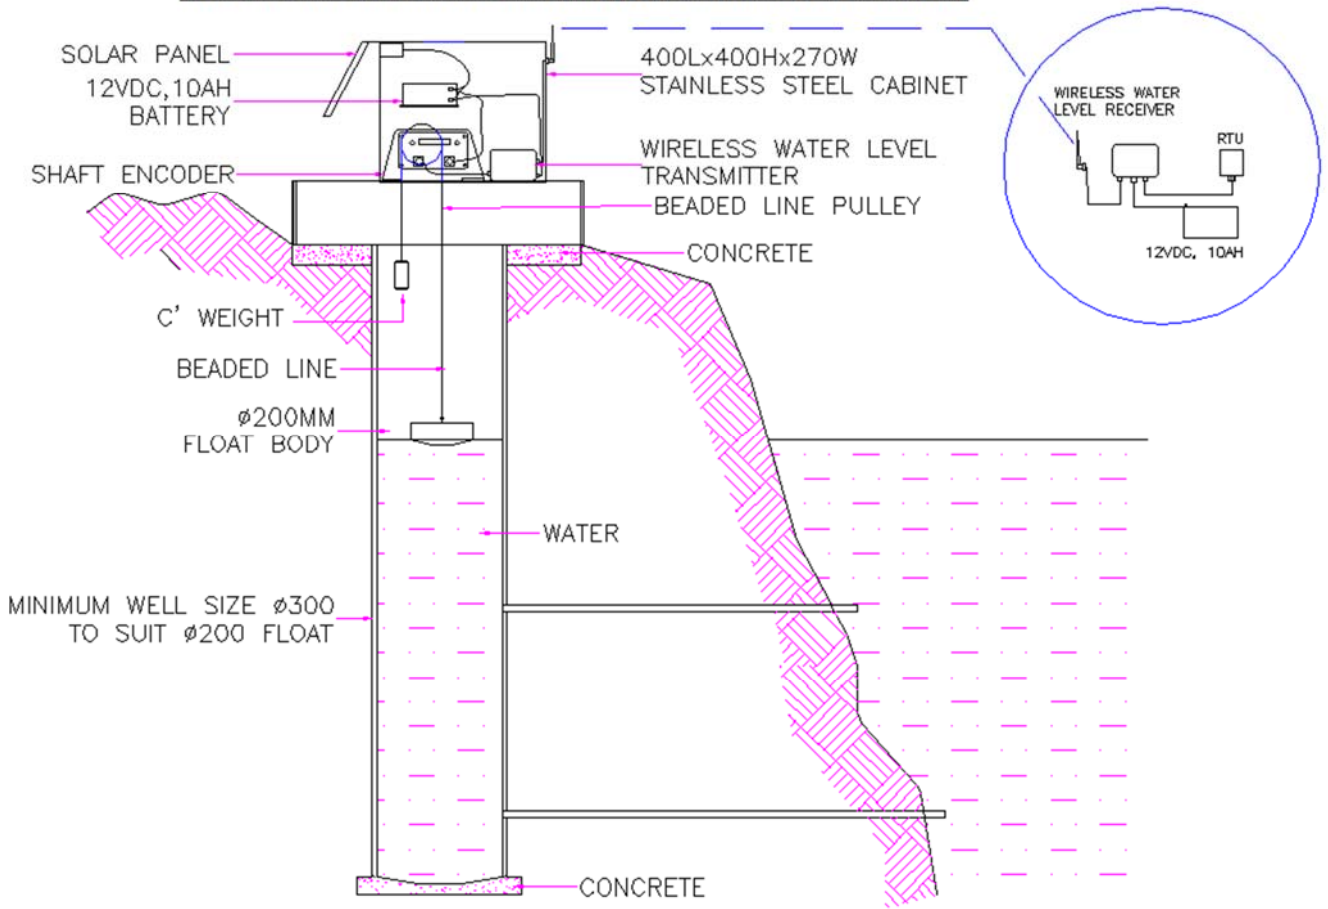 SOLAR PANEL
12VDC,10AH
BATTERY
SHAFT ENCODER
400Lx400Hx270W
STAINLESS STEEL CABINET
WIRELESS WATER LEVEL
TRANSMITTER
BEADED LINE PULLEY
CONCRETE
C' WEIGHT
BEADED LINE
ø200MM
FLOAT BODY
WATER
MINIMUM WELL SIZE ø300
TO SUIT ø200 FLOAT
CONCRETE
WIRELESS WATER
LEVEL RECEIVER
RTU
12VDC, 10AH